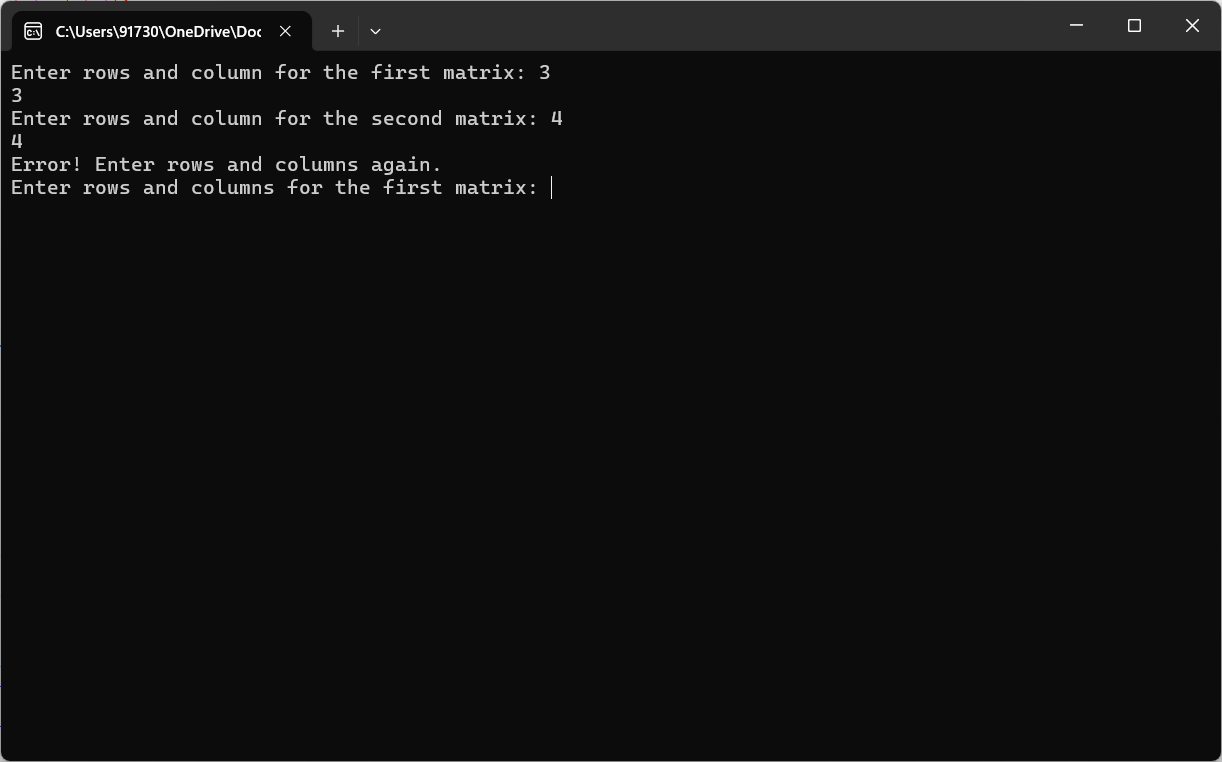 C:\Users\91730\OneDrive\Doc
Enter rows and column for the first matrix: 3
3
Enter rows and column for the second matrix: 4
4
Error! Enter rows and columns again.
Enter rows and columns for the first matrix: